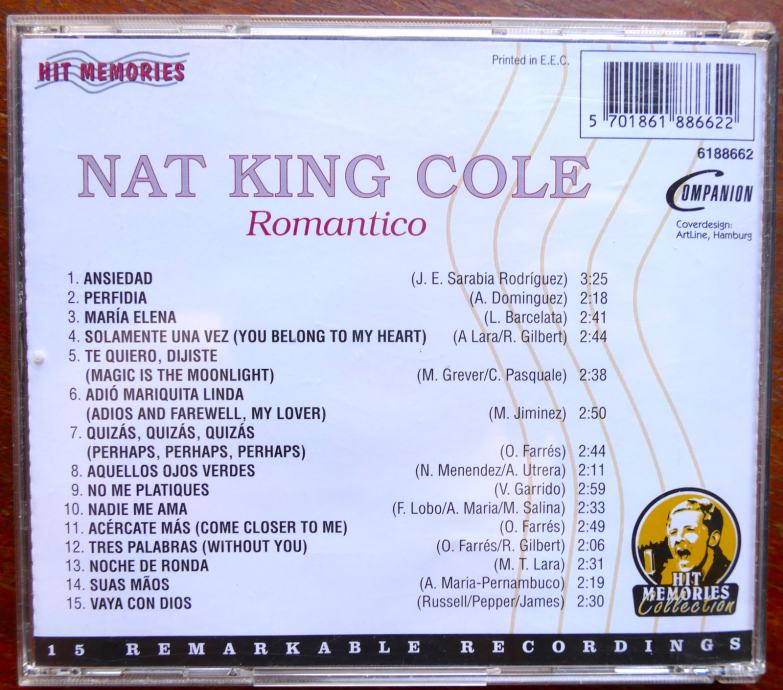 HIT MEMORIES
Printed in E.E.C.
5 701861 886622
6188662
COMPANION
Coverdesign:
ArtLine, Hamburg
NAT KING COLE
Romantico
1. ANSIEDAD (J. E. Sarabia Rodríguez) 3:25
2. PERFIDIA (A. Dominguez) 2:18
3. MARÍA ELENA (L. Barcelata) 2:41
4. SOLAMENTE UNA VEZ (YOU BELONG TO MY HEART) (A Lara/R. Gilbert) 2:44
5. TE QUIERO, DIJISTE
(MAGIC IS THE MOONLIGHT) (M. Grever/C. Pasquale) 2:38
6. ADIÓ MARIQUITA LINDA
(ADIOS AND FAREWELL, MY LOVER) (M. Jiminez) 2:50
7. QUIZÁS, QUIZÁS, QUIZÁS
(PERHAPS, PERHAPS, PERHAPS) (O. Farrés) 2:44
8. AQUELLOS OJOS VERDES (N. Menendez/A. Utrera) 2:11
9. NO ME PLATIQUES (V. Garrido) 2:59
10. NADIE ME AMA (F. Lobo/A. Maria/M. Salina) 2:33
11. ACÉRCATE MÁS (COME CLOSER TO ME) (O. Farrés) 2:49
12. TRES PALABRAS (WITHOUT YOU) (O. Farrés/R. Gilbert) 2:06
13. NOCHE DE RONDA (M. T. Lara) 2:31
14. SUAS MÃOS (A. Maria-Pernambuco) 2:19
15. VAYA CON DIOS (Russell/Pepper/James) 2:30
HIT
MEMORIES
Collection
15 REMARKABLE RECORDINGS